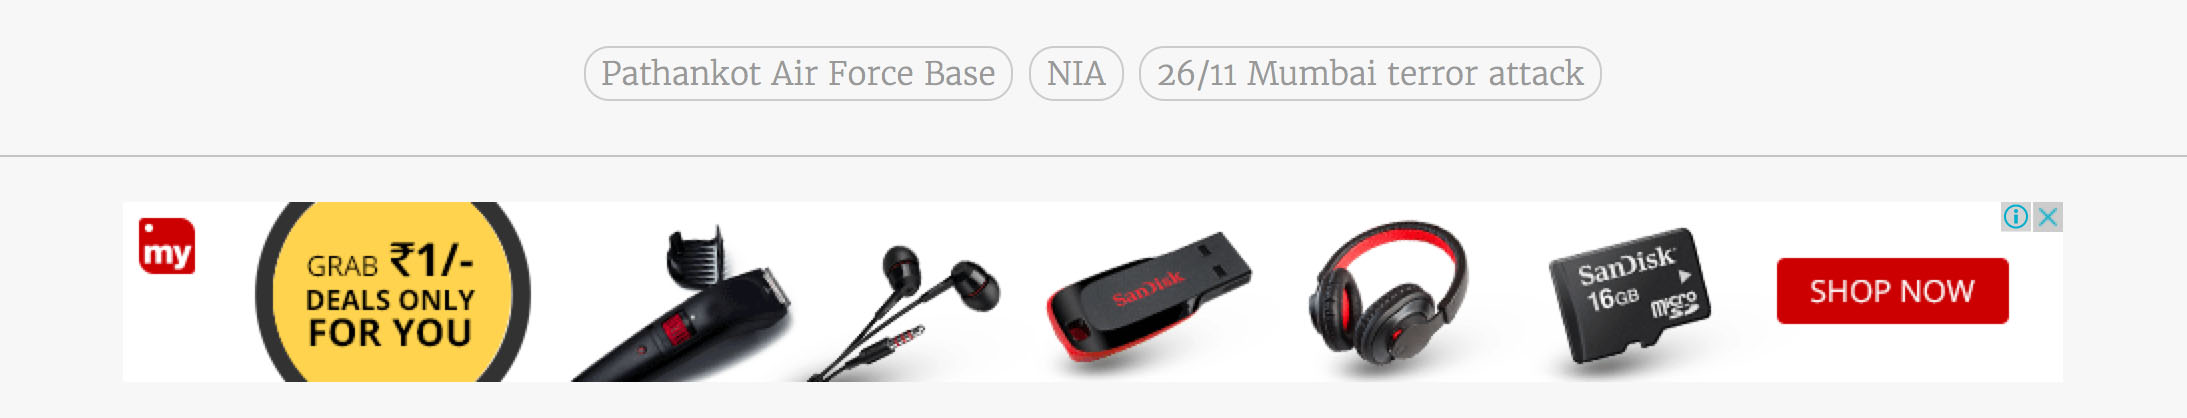 Pathankot Air Force Base NIA 26/11 Mumbai terror attack
my
GRAB ₹1/-
DEALS ONLY
FOR YOU
SanDisk
SanDisk
16GB
micro
SD
SHOP NOW